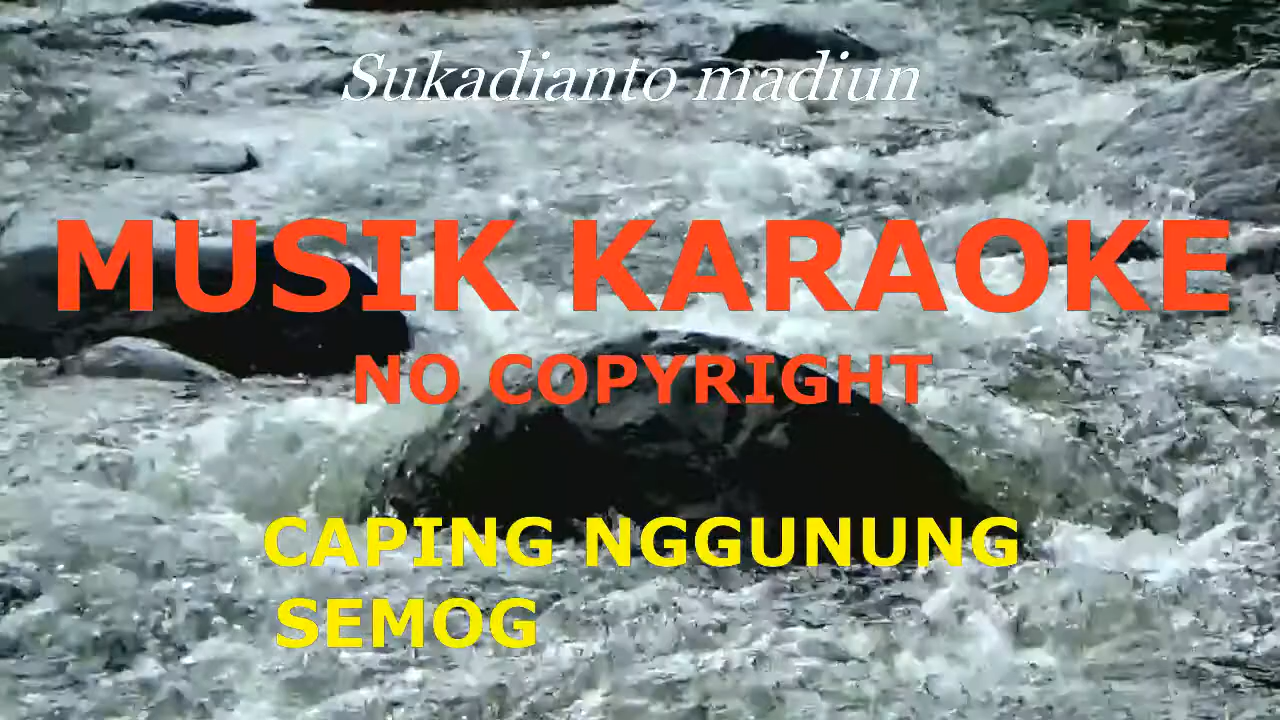 Sukadianto madiun
MUSIK KARAOKE
NO COPYRIGHT
CAPING NGGUNUNG
SEMOG